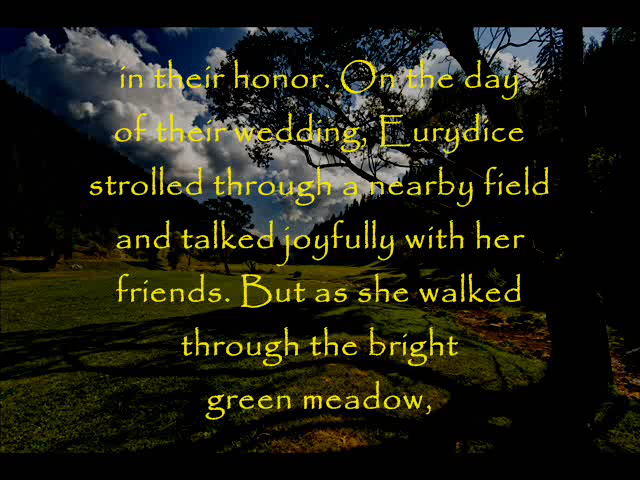 in their honor. On the day
of their wedding, Eurydice
strolled through a nearby field
and talked joyfully with her
friends. But as she walked
through the bright
green meadow,